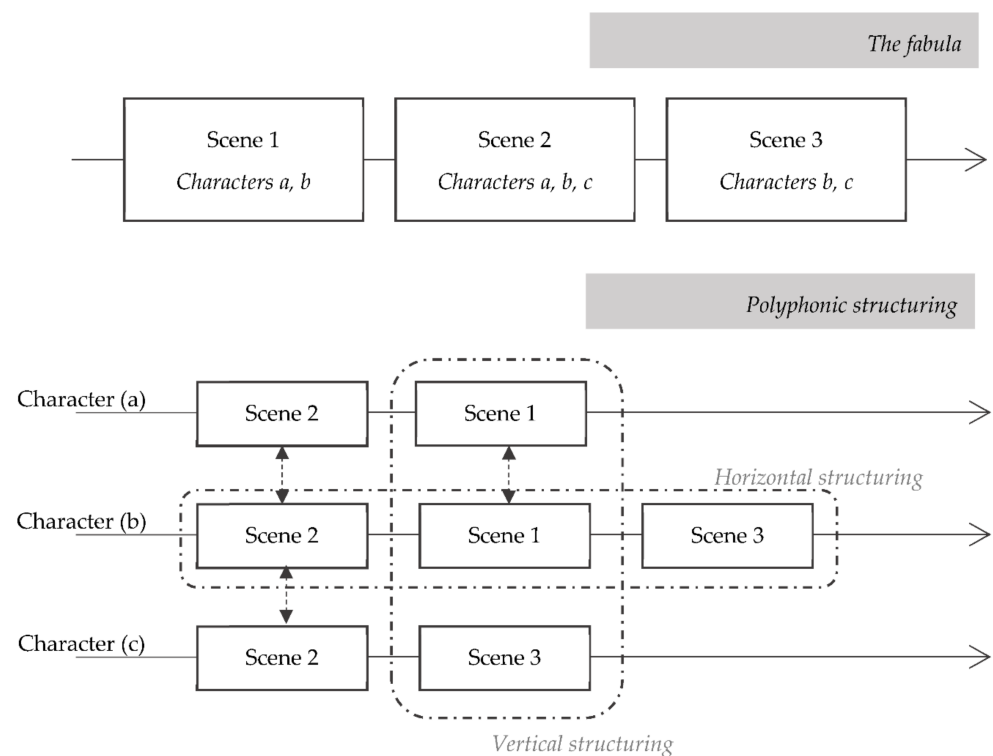 The fabula
Scene 1
Characters a, b
Scene 2
Characters a, b, c
Scene 3
Characters b, c
Polyphonic structuring
Character (a)
Scene 2
Scene 1
Horizontal structuring
Character (b)
Scene 2
Scene 1
Scene 3
Character (c)
Scene 2
Scene 3
Vertical structuring